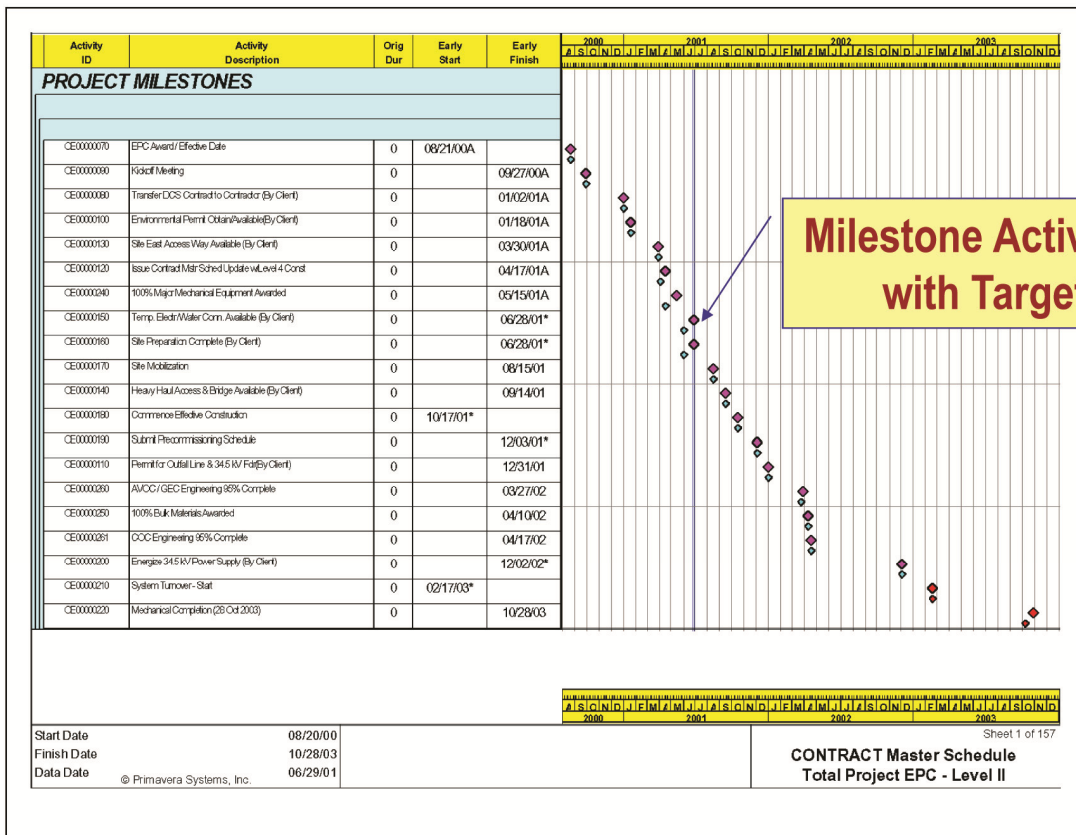 Activity ID Activity Description Orig Dur Early Start Early Finish
2000 2001 2002 2003
A S O N D J F M A M J J A S O N D J F M A M J J A S O N D J F M A M J J A S O N D
PROJECT MILESTONES
CE00000070 EPC Award / Effective Date 0 08/21/00A
CE00000090 Kickoff Meeting 0 09/27/00A
CE00000080 Transfer DCS Contract to Contractor (By Client) 0 01/02/01A
CE00000100 Environmental Permit Obtain/Available(By Client) 0 01/18/01A
CE00000130 Site East Access Way Available (By Client) 0 03/30/01A
CE00000120 Issue Contract Mstr Sched Update w/Level 4 Const 0 04/17/01A
CE00000240 100% Major Mechanical Equipment Awarded 0 05/15/01A
CE00000150 Temp. Electr/Water Conn. Available (By Client) 0 06/28/01*
CE00000160 Site Preparation Complete (By Client) 0 06/28/01*
CE00000170 Site Mobilization 0 08/15/01
CE00000140 Heavy Haul Access & Bridge Available (By Client) 0 09/14/01
CE00000180 Commence Effective Construction 0 10/17/01*
CE00000190 Submit Precommissioning Schedule 0 12/03/01*
CE00000110 Permit for Outfall Line & 34.5 kV Fdr(By Client) 0 12/31/01
CE00000260 AVOC / GEC Engineering 95% Complete 0 03/27/02
CE00000250 100% Bulk Materials Awarded 0 04/10/02
CE00000261 COC Engineering 95% Complete 0 04/17/02
CE00000200 Energize 34.5 kV Power Supply (By Client) 0 12/02/02*
CE00000210 System Turnover - Start 0 02/17/03*
CE00000220 Mechanical Completion (28 Oct 2003) 0 10/28/03
Milestone Activ
with Target
A S O N D J F M A M J J A S O N D J F M A M J J A S O N D J F M A M J J A S O N D
2000 2001 2002 2003
Start Date 08/20/00
Finish Date 10/28/03
Data Date 06/29/01
© Primavera Systems, Inc.
Sheet 1 of 157
CONTRACT Master Schedule
Total Project EPC - Level II